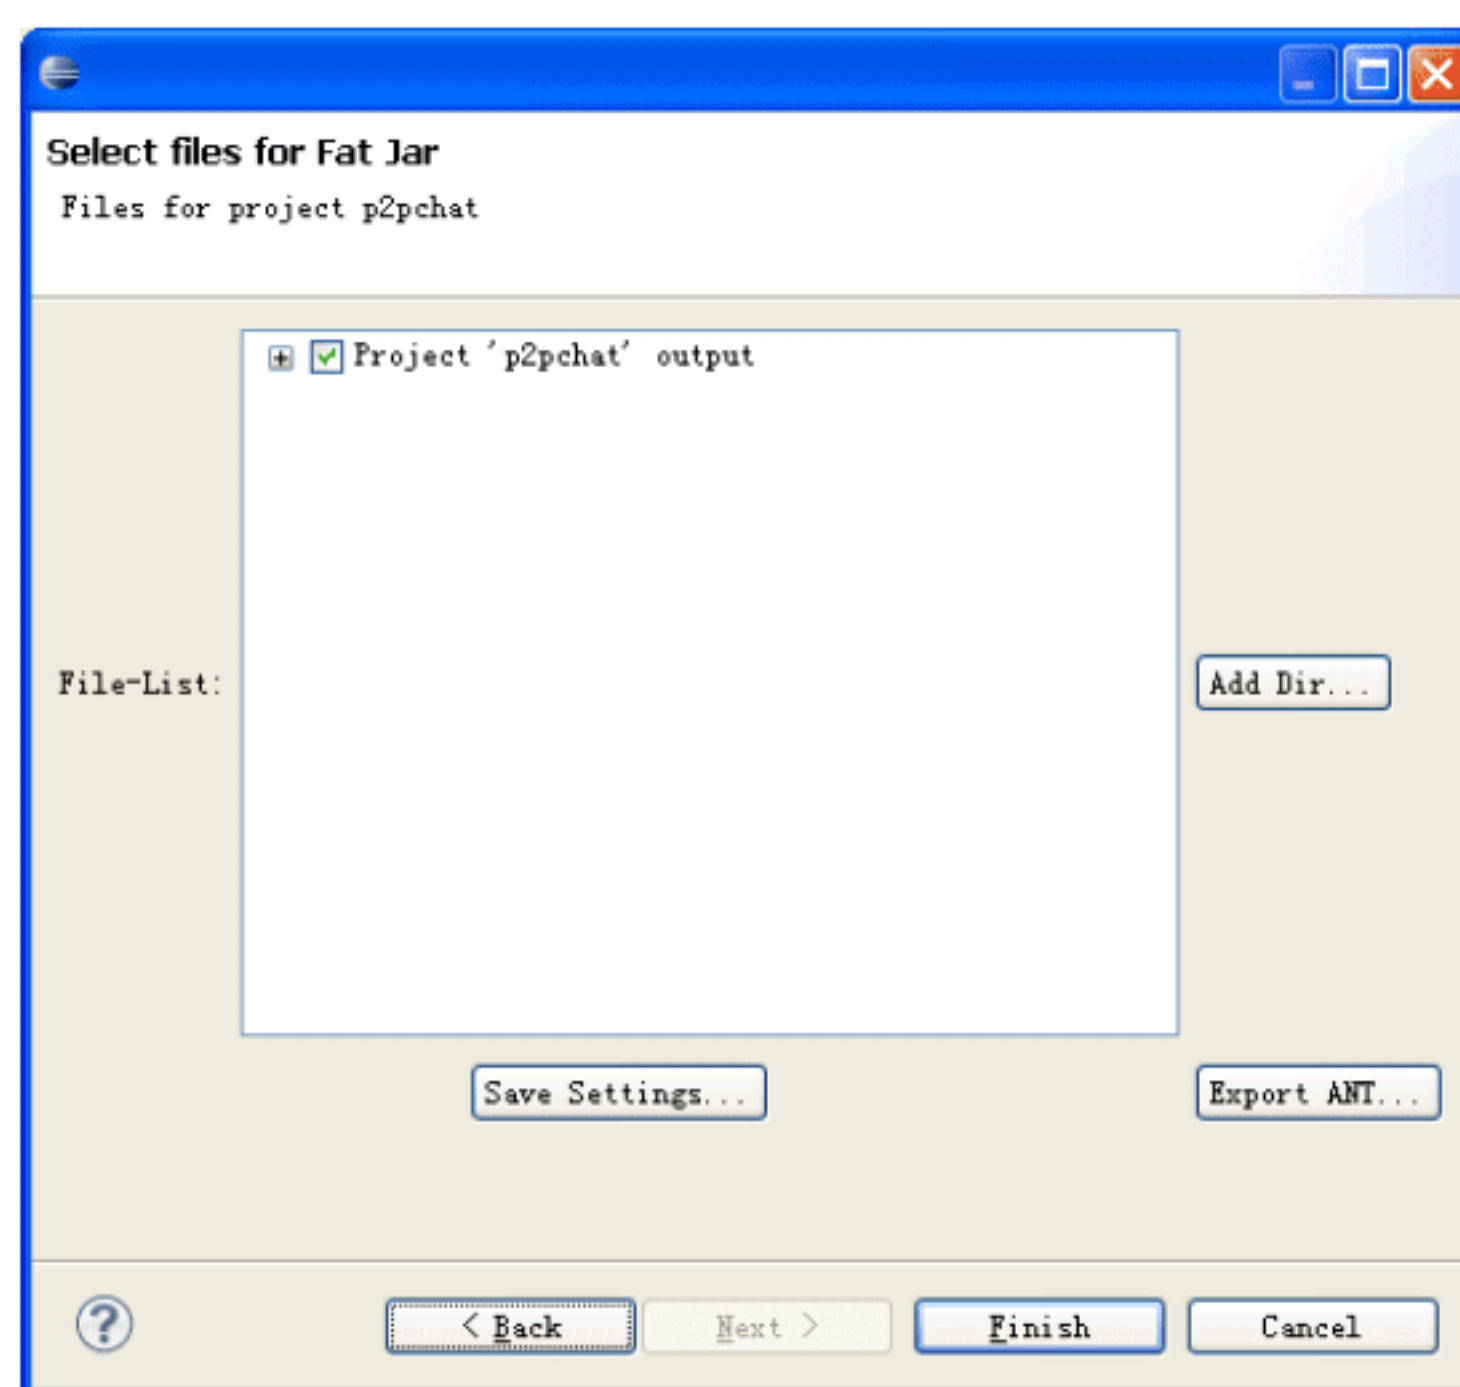 Select files for Fat Jar
Files for project p2pchat
Project 'p2pchat' output
File-List:
Add Dir...
Save Settings...
Export ANT...
?
< Back
Next >
Finish
Cancel